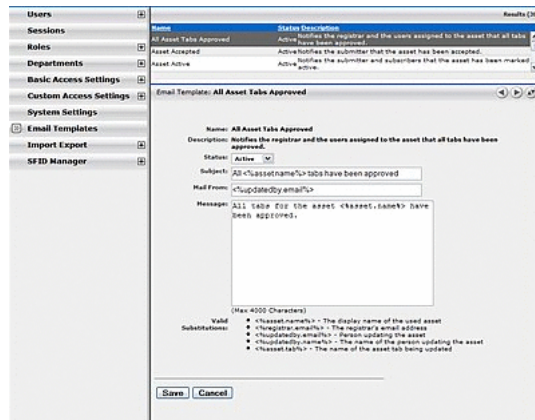 Users
Sessions
Roles
Departments
Basic Access Settings
Custom Access Settings
System Settings
Email Templates
Import Export
SFID Manager
Results
Name Status Description
All Asset Tabs Approved Active Notifies the registrar and the users assigned to the asset that all tabs
have been approved.
Asset Accepted Active Notifies the submitter that the asset has been accepted.
Asset Active Active Notifies the submitter and subscribers that the asset has been marked
active.
Email Template: All Asset Tabs Approved
Name: All Asset Tabs Approved
Description: Notifies the registrar and the users assigned to the asset that all tabs have been
approved.
Status: Active
Subject: All <%assetname%> tabs have been approved
Mail From: <%updatedby.email%>
Message: All tabs for the asset <%asset.name%> have
been approved.
(Max 4000 Characters)
Valid
Substitutions:
• <%asset.name%> - The display name of the used asset
• <%registrar.email%> - The registrar's email address
• <%updatedby.email%> - Person updating the asset
• <%updatedby.name%> - The name of the person updating the asset
• <%asset.tab%> - The name of the asset tab being updated
Save Cancel